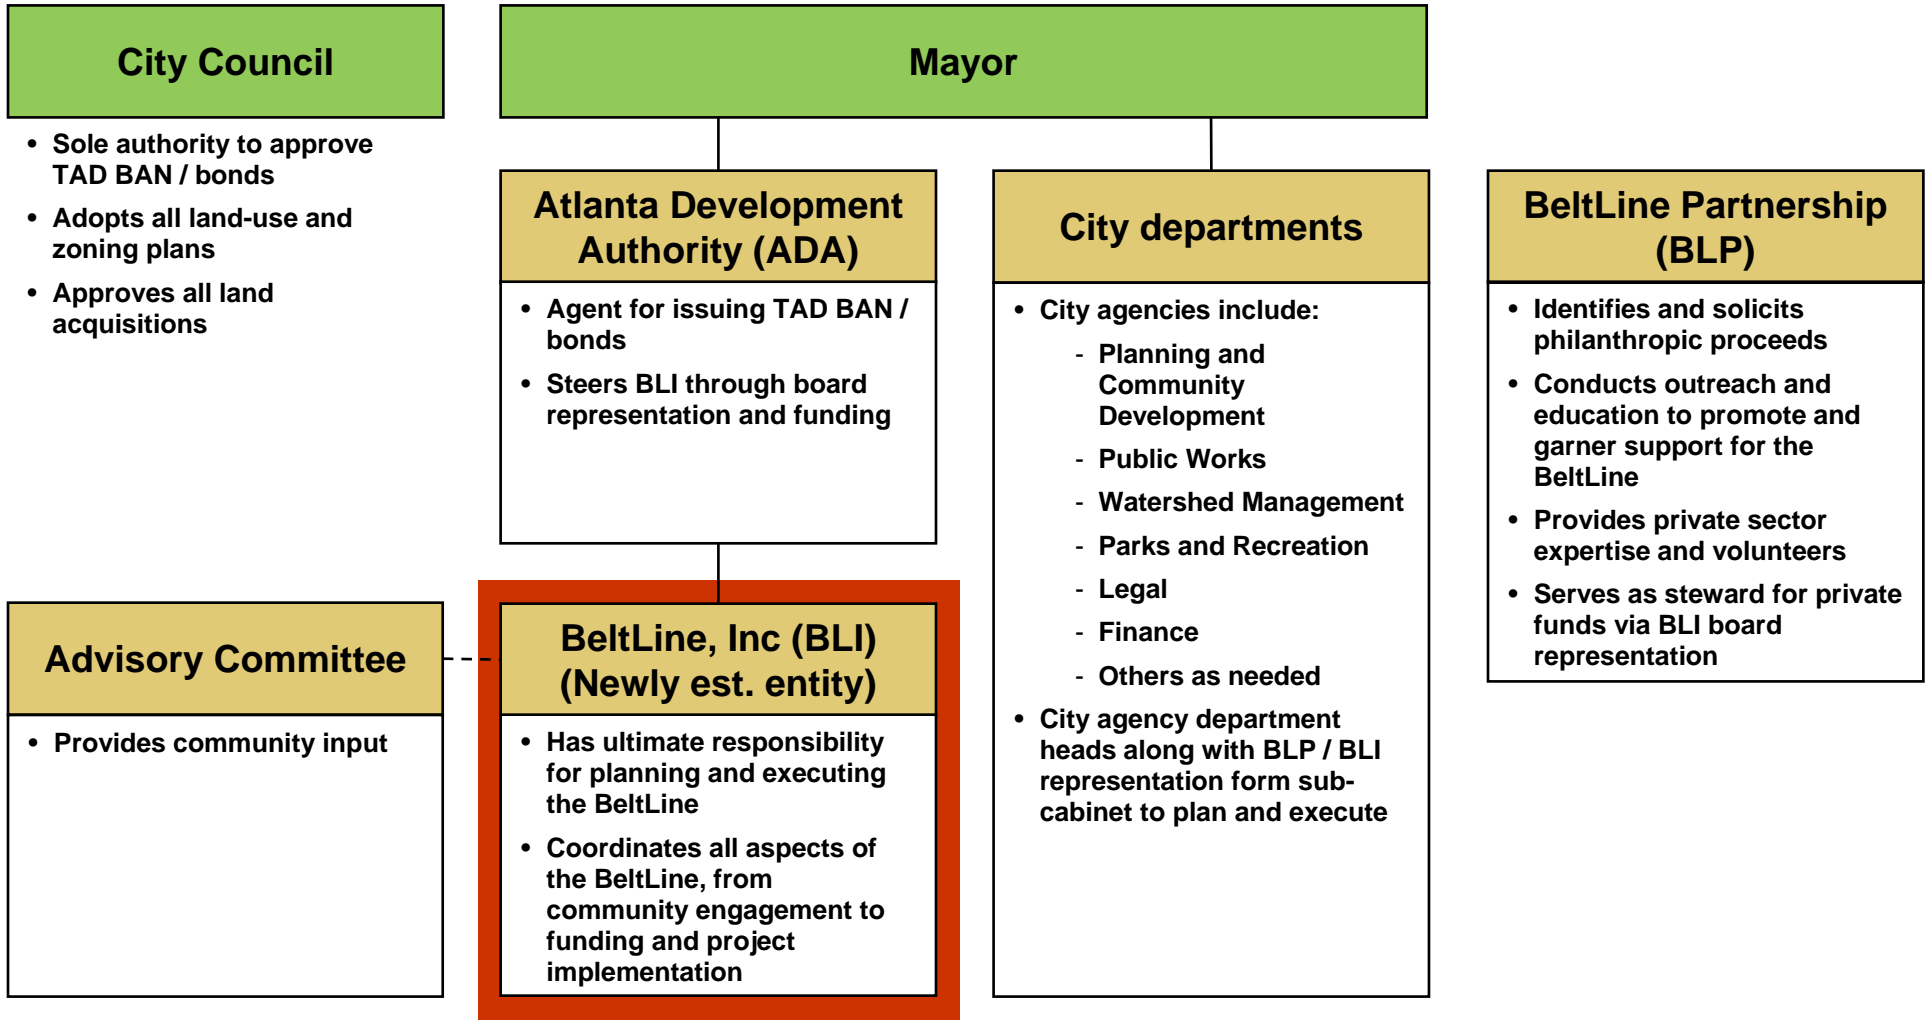 City Council
• Sole authority to approve
TAD BAN / bonds
• Adopts all land-use and
zoning plans
• Approves all land
acquisitions
Mayor
Atlanta Development
Authority (ADA)
• Agent for issuing TAD BAN /
bonds
• Steers BLI through board
representation and funding
City departments
• City agencies include:
- Planning and
Community
Development
- Public Works
- Watershed Management
- Parks and Recreation
- Legal
- Finance
- Others as needed
• City agency department
heads along with BLP / BLI
representation form sub-
cabinet to plan and execute
BeltLine Partnership
(BLP)
• Identifies and solicits
philanthropic proceeds
• Conducts outreach and
education to promote and
garner support for the
BeltLine
• Provides private sector
expertise and volunteers
• Serves as steward for private
funds via BLI board
representation
Advisory Committee
• Provides community input
BeltLine, Inc (BLI)
(Newly est. entity)
• Has ultimate responsibility
for planning and executing
the BeltLine
• Coordinates all aspects of
the BeltLine, from
community engagement to
funding and project
implementation